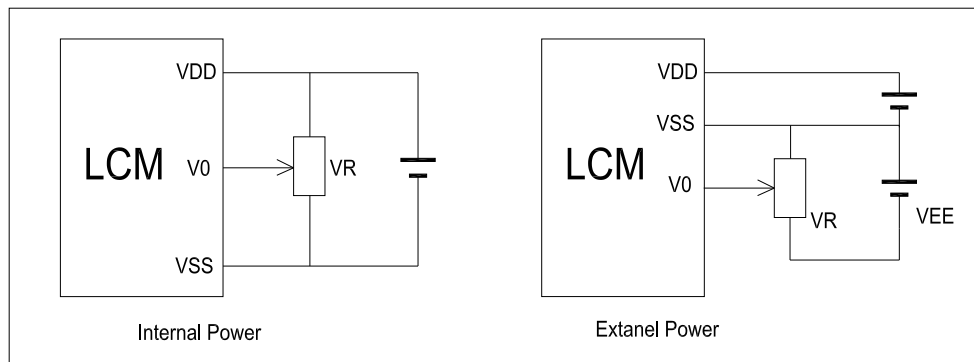 VDD
LCM
V0
VR
VSS
Internal Power
VDD
VSS
LCM
V0
VR
VEE
Extanel Power